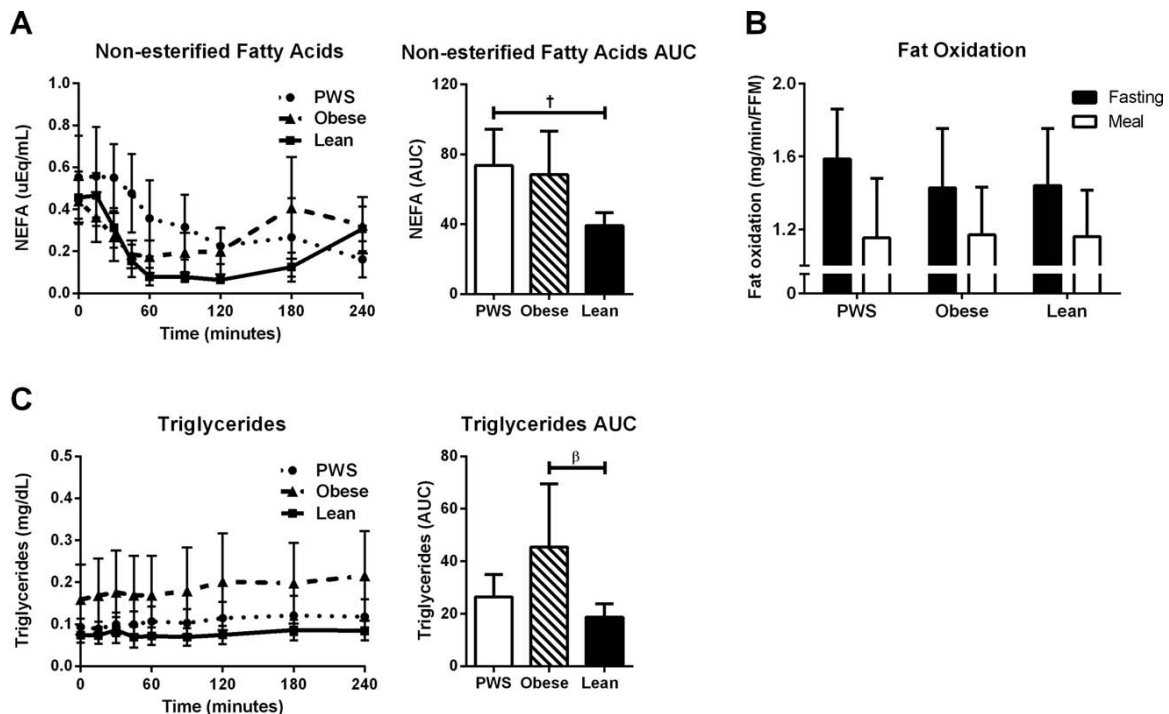 A
Non-esterified Fatty Acids
NEFA (uEq/mL)
1.0
0.8
0.6
0.4
0.2
0.0
PWS
Obese
Lean
0 60 120 180 240
Time (minutes)
Non-esterified Fatty Acids AUC
NEFA (AUC)
120
80
40
0
†
PWS Obese Lean
B
Fat Oxidation
Fat oxidation (mg/min/FFM)
2.0
1.6
1.2
0
Fasting
Meal
PWS Obese Lean
C
Triglycerides
Triglycerides (mg/dL)
0.5
0.4
0.3
0.2
0.1
0.0
PWS
Obese
Lean
0 60 120 180 240
Time (minutes)
Triglycerides AUC
Triglycerides (AUC)
80
60
40
20
0
β
PWS Obese Lean